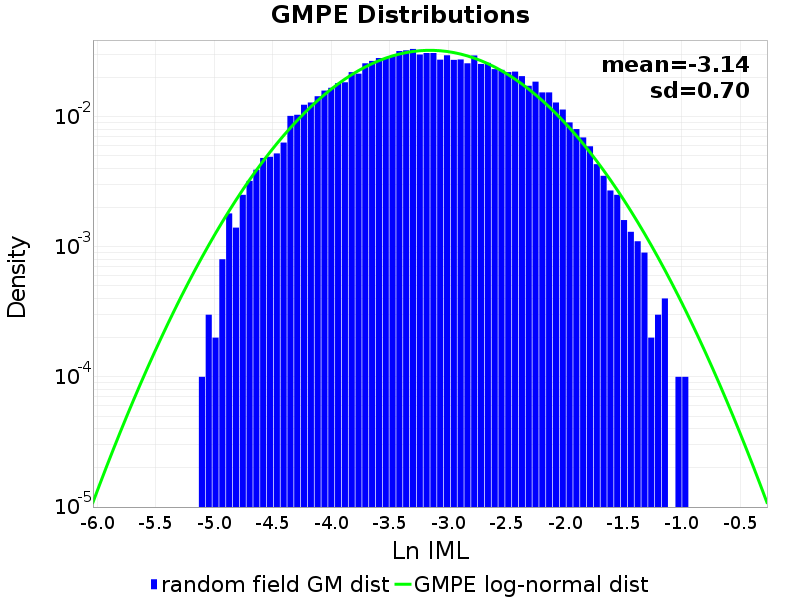 GMPE Distributions
mean=-3.14
sd=0.70
10-2
10-3
10-4
10-5
Density
-6.0 -5.5 -5.0 -4.5 -4.0 -3.5 -3.0 -2.5 -2.0 -1.5 -1.0 -0.5
Ln IML
random field GM dist GMPE log-normal dist